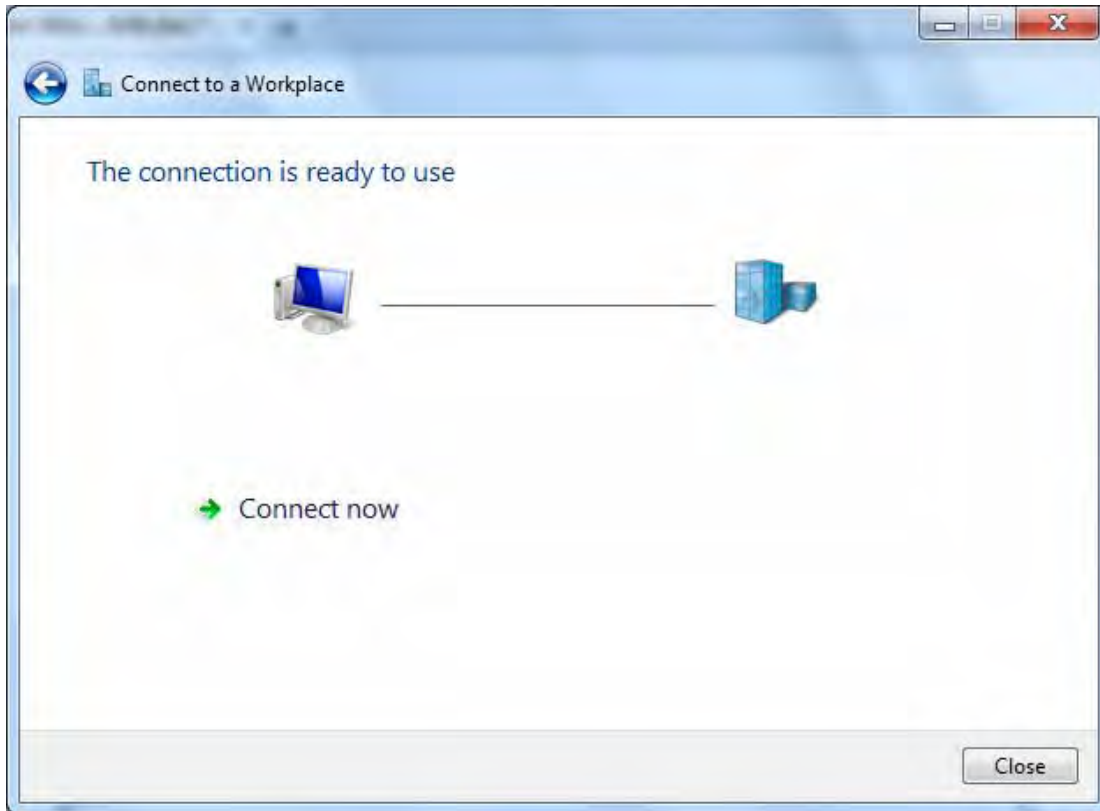 Connect to a Workplace
The connection is ready to use
Connect now
Close